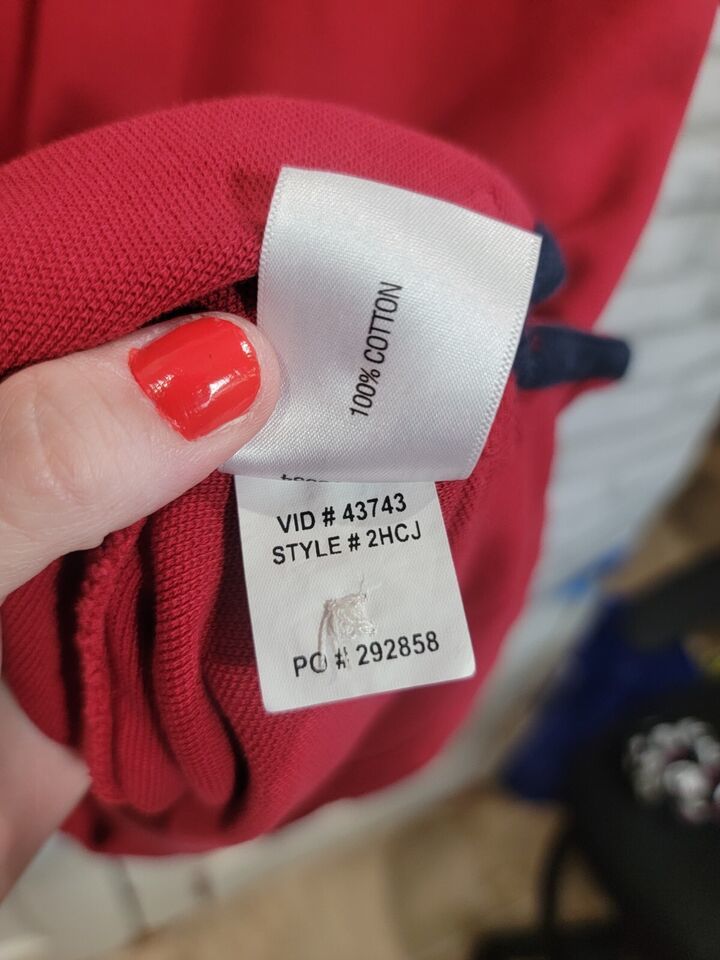 100% COTTON
VID # 43743
STYLE # 2HCJ
PO # 292858